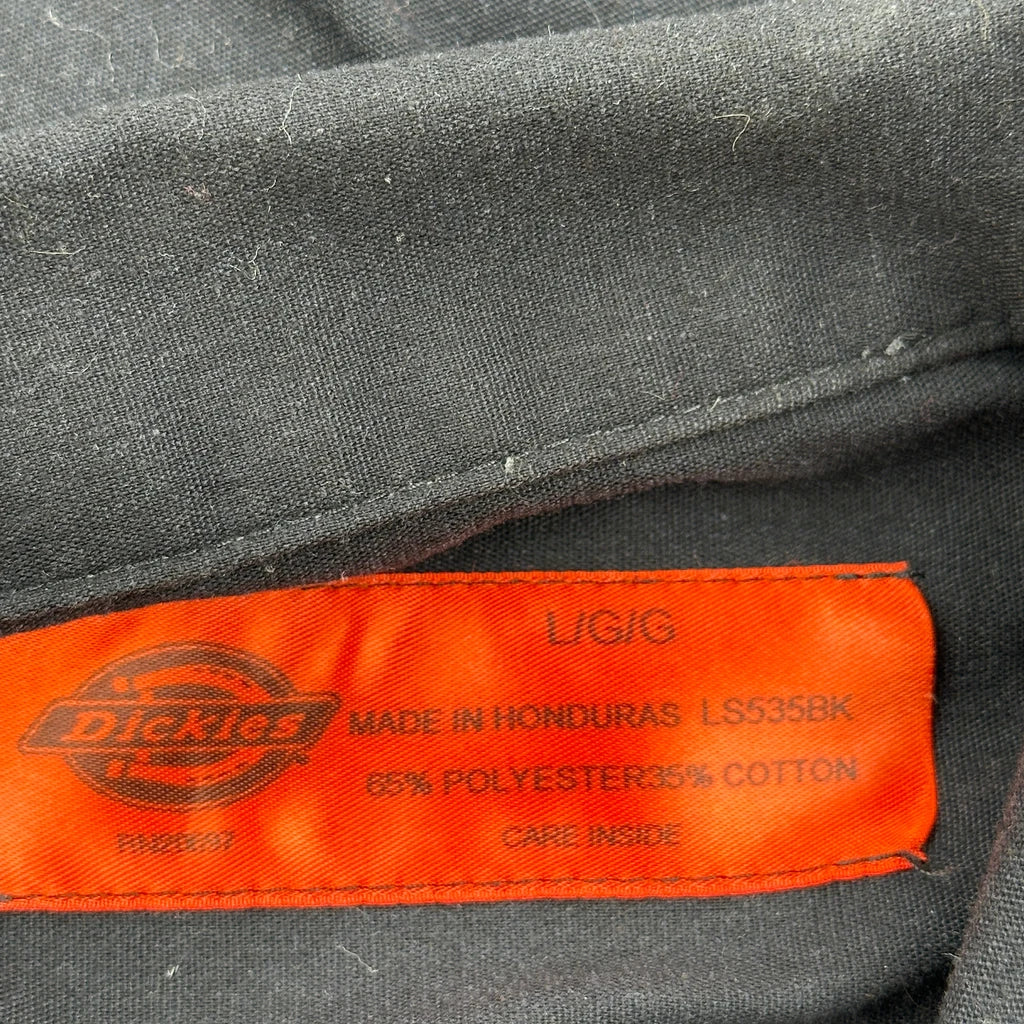 L/G/G
DICKIES
MADE IN HONDURAS LS535BK
65% POLYESTER35% COTTON
CARE INSIDE